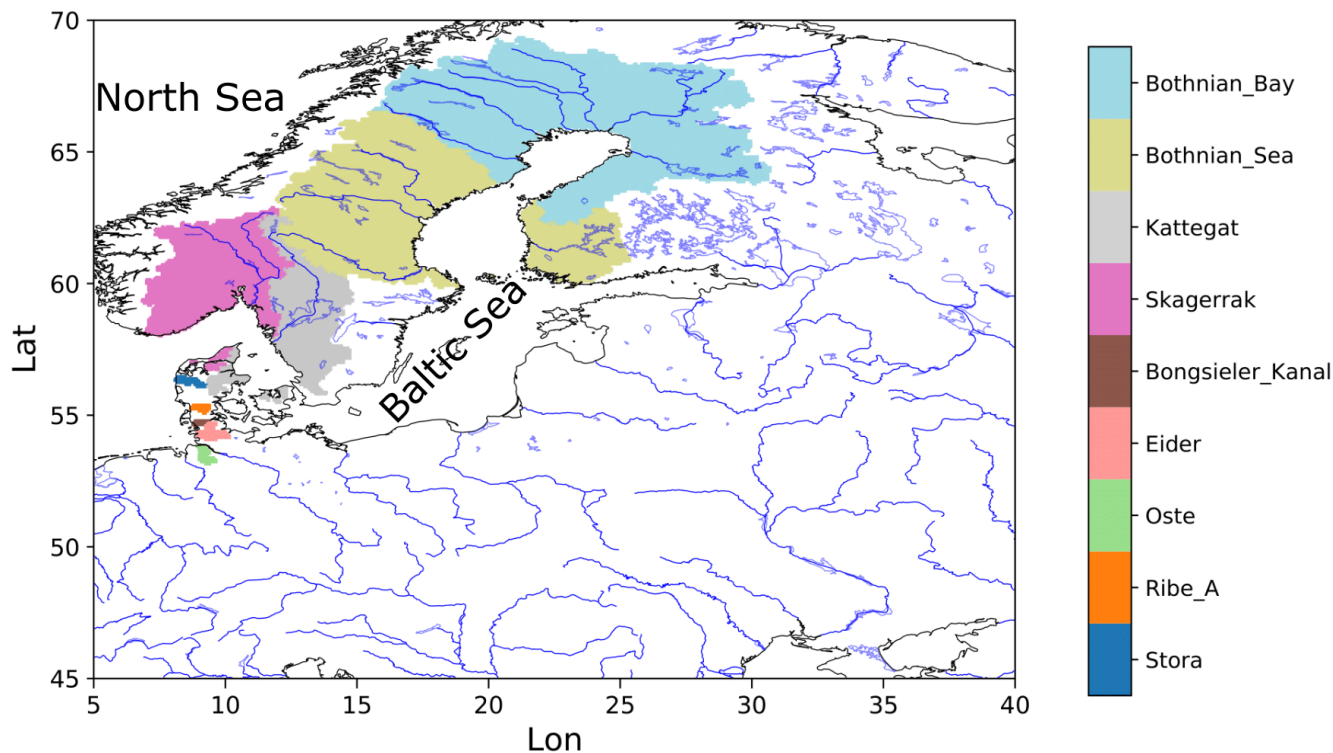 70
65
60
55
50
45
Lat
5
10
15
20
25
30
35
40
Lon
North Sea
Baltic Sea
Bothnian_Bay
Bothnian_Sea
Kattegat
Skagerrak
Bongsieler_Kanal
Eider
Oste
Ribe_A
Stora